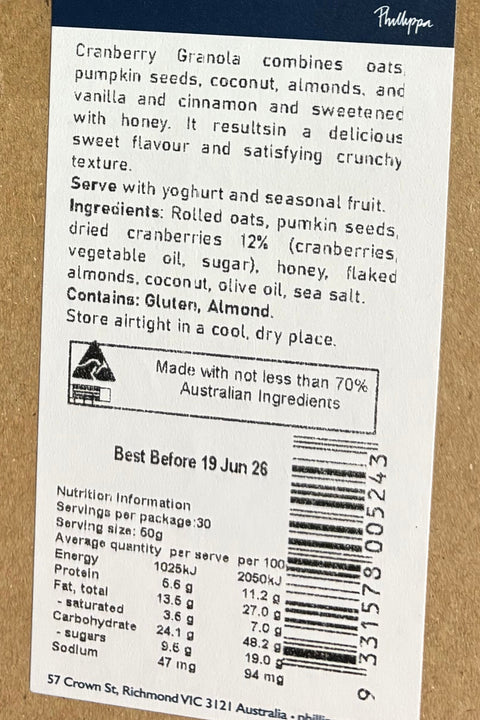 Phillippa
Cranberry Granola combines oats,
pumpkin seeds, coconut, almonds, and
vanilla and cinnamon and sweetened
with honey. It resultsin a delicious
sweet flavour and satisfying crunchy
texture.
Serve with yoghurt and seasonal fruit.
Ingredients: Rolled oats, pumkin seeds,
dried cranberries 12% (cranberries,
vegetable oil, sugar), honey, flaked
almonds, coconut, olive oil, sea salt.
Contains: Gluten, Almond.
Store airtight in a cool, dry place.
Made with not less than 70%
Australian Ingredients
Best Before 19 Jun 26
Nutrition Information
Servings per package:30
Serving size: 50g
Average quantity per serve per 100
Energy 1025kJ 2050kJ
Protein 6.6 g 11.2 g
Fat, total 13.6 g 27.0 g
- saturated 3.6 g 7.0 g
Carbohydrate 24.1 g 48.2 g
- sugars 9.6 g 19.0 g
Sodium 47 mg 94 mg
9 331578 005243
57 Crown St, Richmond VIC 3121 Australia •